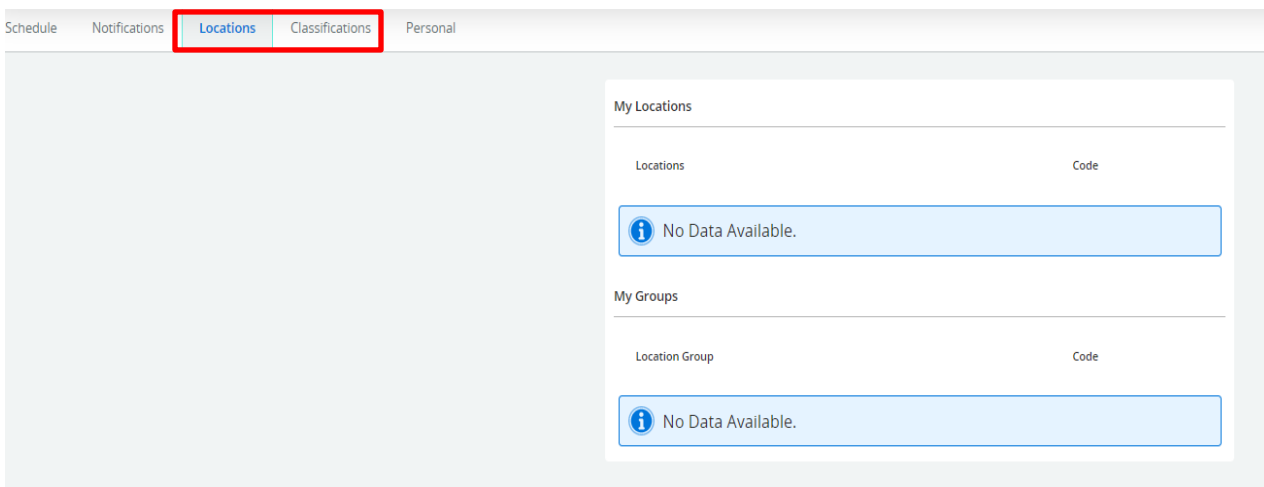 Schedule Notifications Locations Classifications Personal
My Locations
Locations Code
No Data Available.
My Groups
Location Group Code
No Data Available.